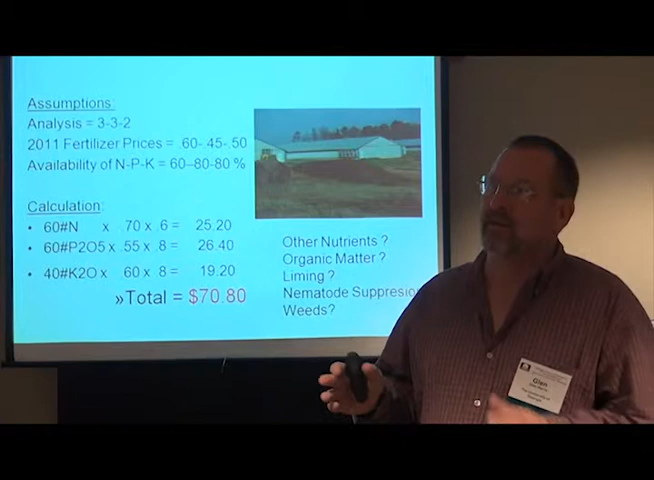 Assumptions:
Analysis = 3-3-2
2011 Fertilizer Prices = .60-.45-.50
Availability of N-P-K = 60–80-80 %
Calculation:
• 60#N x .70 x .6 = 25.20
• 60#P2O5 x .55 x .8 = 26.40
• 40#K2O x .60 x .8 = 19.20
»Total = $70.80
Other Nutrients ?
Organic Matter ?
Liming ?
Nematode Suppression
Weeds?
Glen